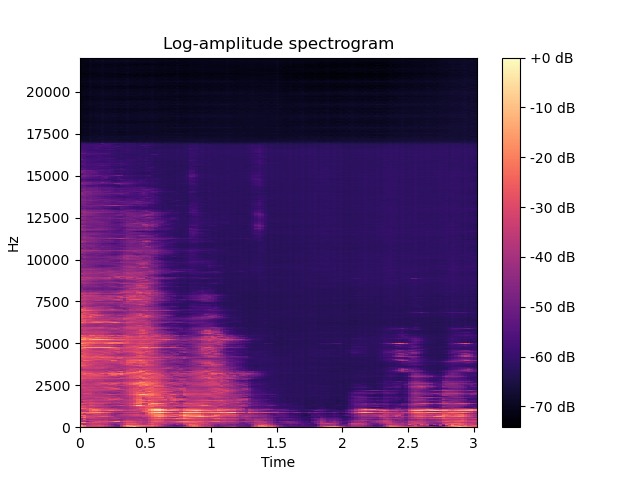 Log-amplitude spectrogram
Hz
20000
17500
15000
12500
10000
7500
5000
2500
0
0 0.5 1 1.5 2 2.5 3
Time
+0 dB
-10 dB
-20 dB
-30 dB
-40 dB
-50 dB
-60 dB
-70 dB